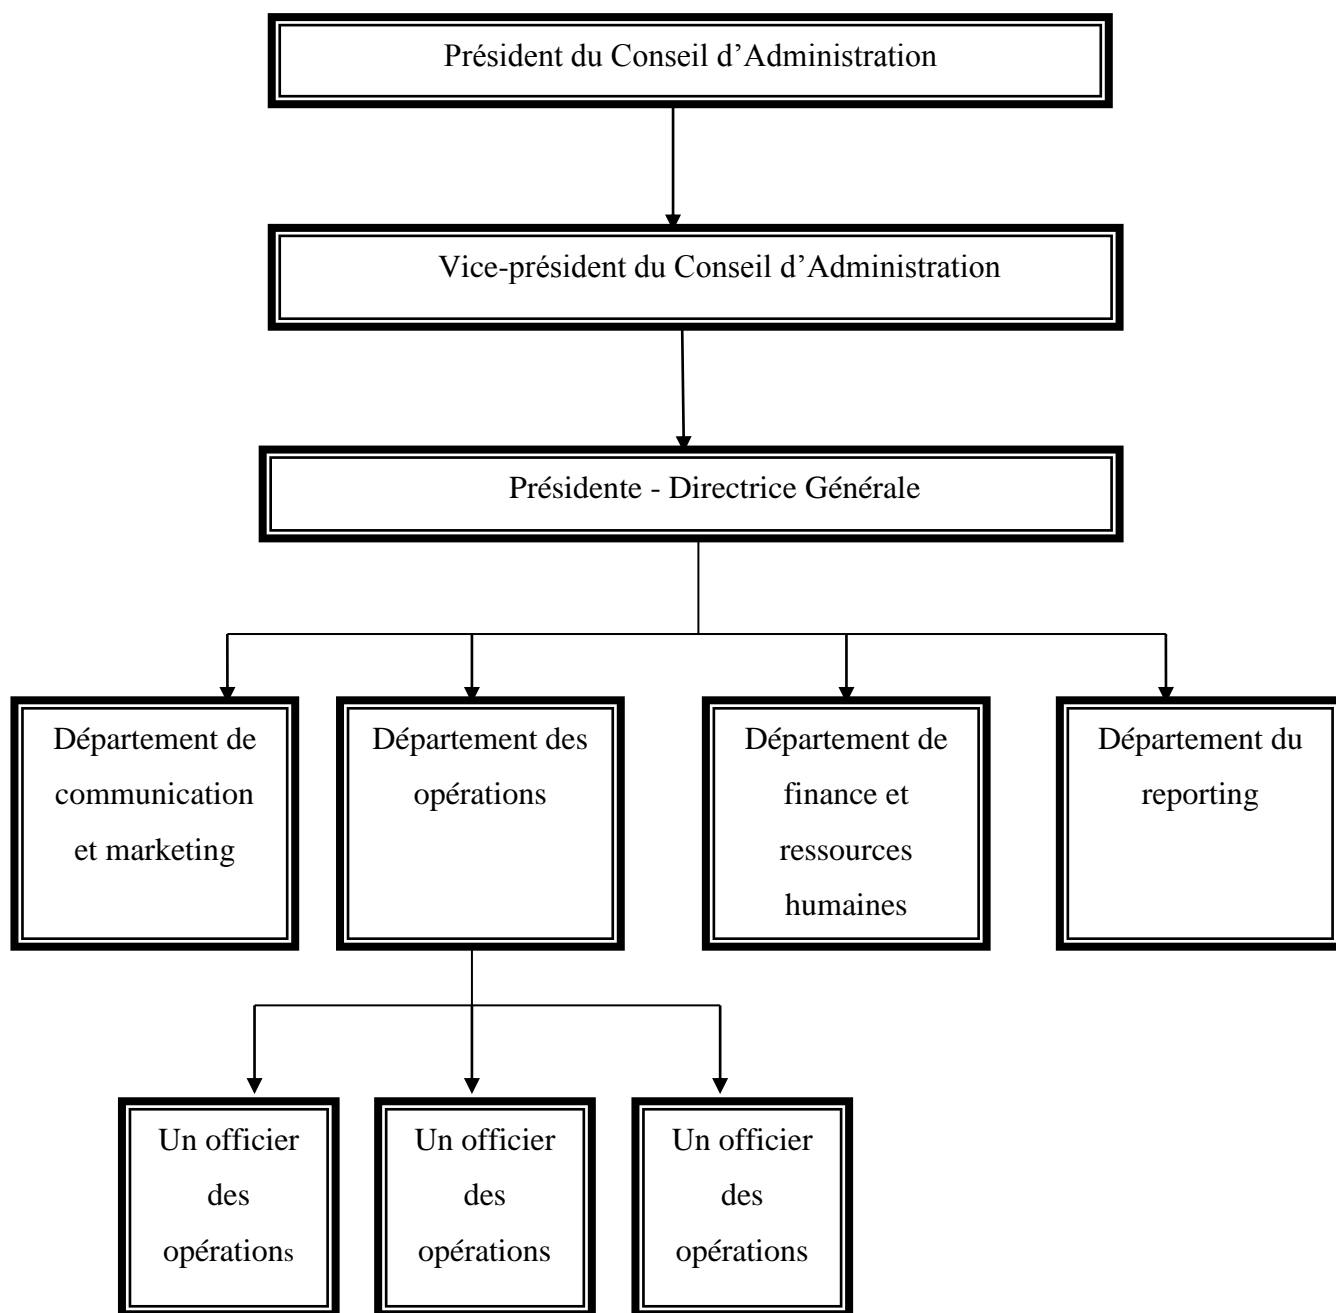 Président du Conseil d’Administration
Vice-président du Conseil d’Administration
Présidente - Directrice Générale
Département de
communication
et marketing
Département des
opérations
Département de
finance et
ressources
humaines
Département du
reporting
Un officier
des
opérations
Un officier
des
opérations
Un officier
des
opérations